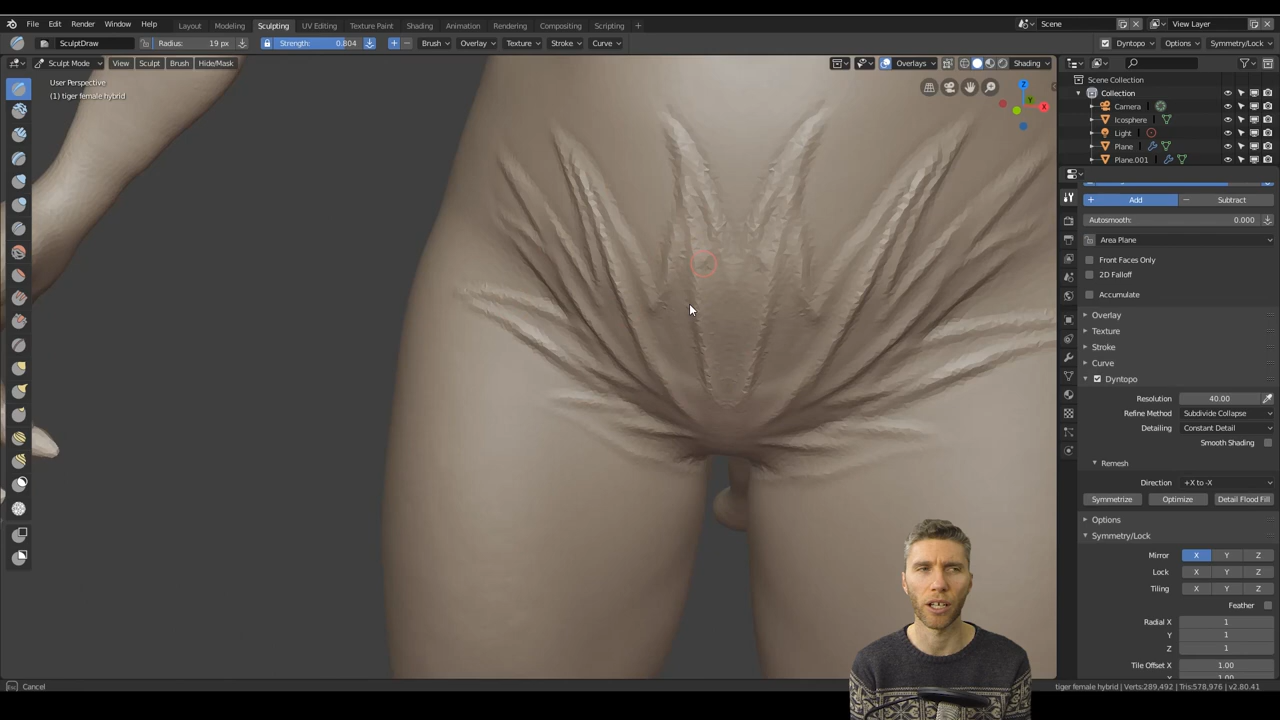 File Edit Render Window Help Layout Modeling Sculpting UV Editing Texture Paint Shading Animation Rendering Compositing Scripting + Scene View Layer
SculptDraw Radius: 19 px Strength: 0.804 Brush Overlay Texture Stroke Curve Dyntopo Options Symmetry/Lock
Sculpt Mode View Sculpt Brush Hide/Mask Overlays Shading
User Perspective
(1) tiger female hybrid
Z
Y
X
Scene Collection
Collection
Camera
Icosphere
Light
Plane
Plane.001
Add Subtract
Autosmooth: 0.000
Area Plane
Front Faces Only
2D Falloff
Accumulate
Overlay
Texture
Stroke
Curve
Dyntopo
Resolution 40.00
Refine Method Subdivide Collapse
Detailing Constant Detail
Smooth Shading
Remesh
Direction +X to -X
Symmetrize Optimize Detail Flood Fill
Options
Symmetry/Lock
Mirror X Y Z
Lock X Y Z
Tiling X Y Z
Feather
Radial X 1
Y 1
Z 1
Tile Offset X 1.00
Cancel tiger female hybrid | Verts:289,492 | Tris:578,976 | v2.80.41